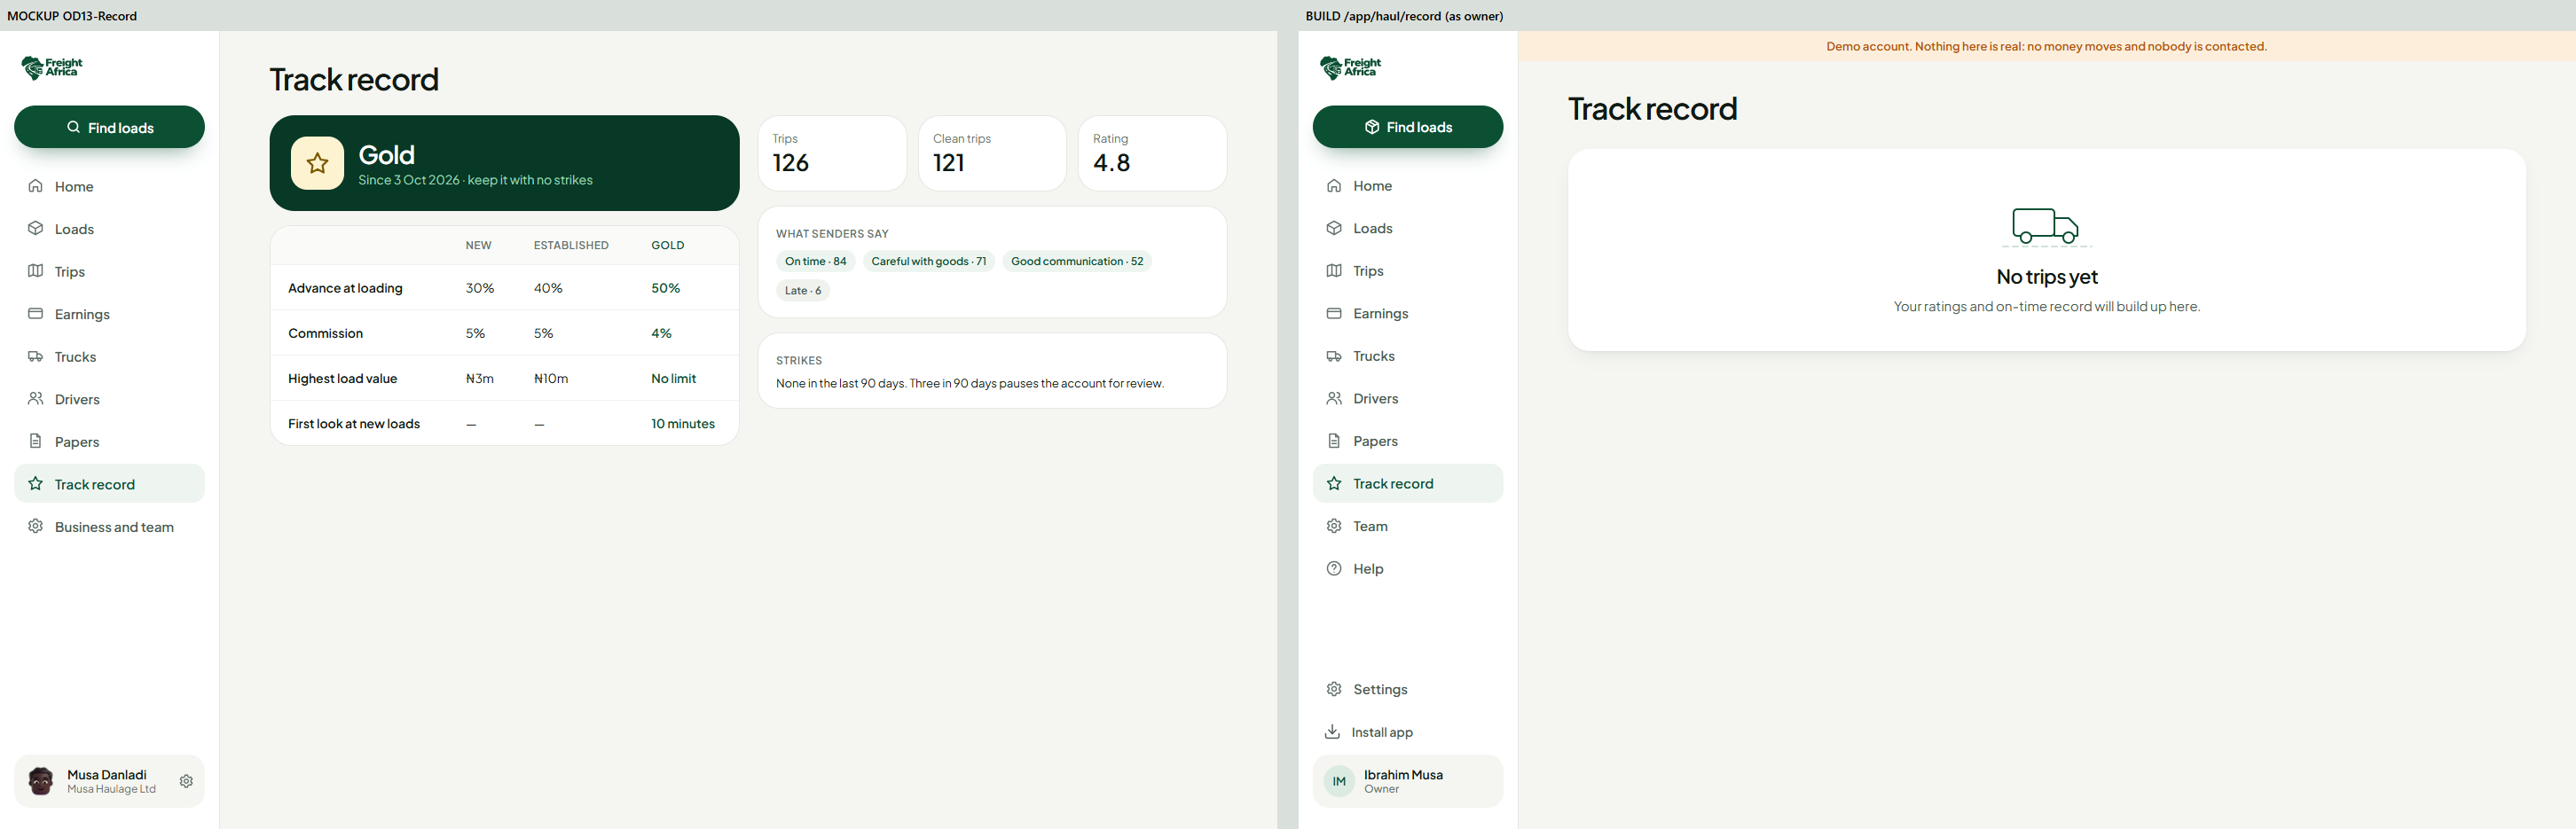 MOCKUP OD13-Record
Freight
Africa
Find loads
Home
Loads
Trips
Earnings
Trucks
Drivers
Papers
Track record
Business and team
Musa Danladi
Musa Haulage Ltd
Track record
Gold
Since 3 Oct 2026 · keep it with no strikes
NEW ESTABLISHED GOLD
Advance at loading 30% 40% 50%
Commission 5% 5% 4%
Highest load value ₦3m ₦10m No limit
First look at new loads — — 10 minutes
Trips
126
Clean trips
121
Rating
4.8
WHAT SENDERS SAY
On time · 84 Careful with goods · 71 Good communication · 52
Late · 6
STRIKES
None in the last 90 days. Three in 90 days pauses the account for review.
BUILD /app/haul/record (as owner)
Freight
Africa
Find loads
Home
Loads
Trips
Earnings
Trucks
Drivers
Papers
Track record
Team
Help
Settings
Install app
IM
Ibrahim Musa
Owner
Demo account. Nothing here is real: no money moves and nobody is contacted.
Track record
No trips yet
Your ratings and on-time record will build up here.